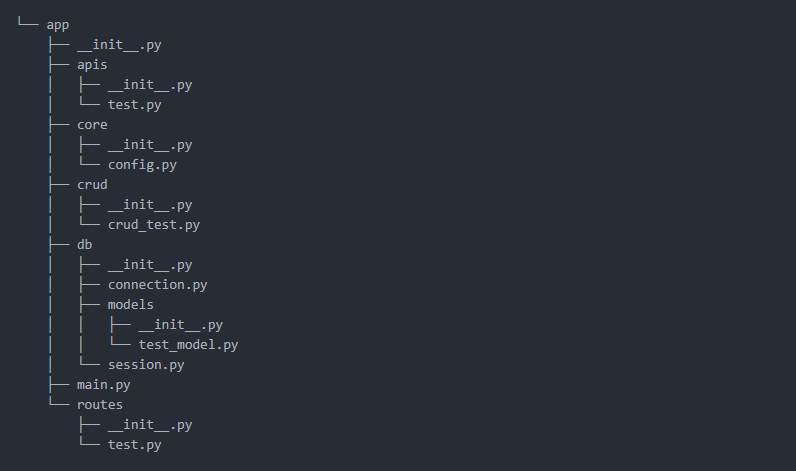 └── app
    ├── __init__.py
    ├── apis
    │   ├── __init__.py
    │   └── test.py
    ├── core
    │   ├── __init__.py
    │   └── config.py
    ├── crud
    │   ├── __init__.py
    │   └── crud_test.py
    ├── db
    │   ├── __init__.py
    │   ├── connection.py
    │   ├── models
    │   │   ├── __init__.py
    │   │   └── test_model.py
    │   └── session.py
    ├── main.py
    └── routes
        ├── __init__.py
        └── test.py